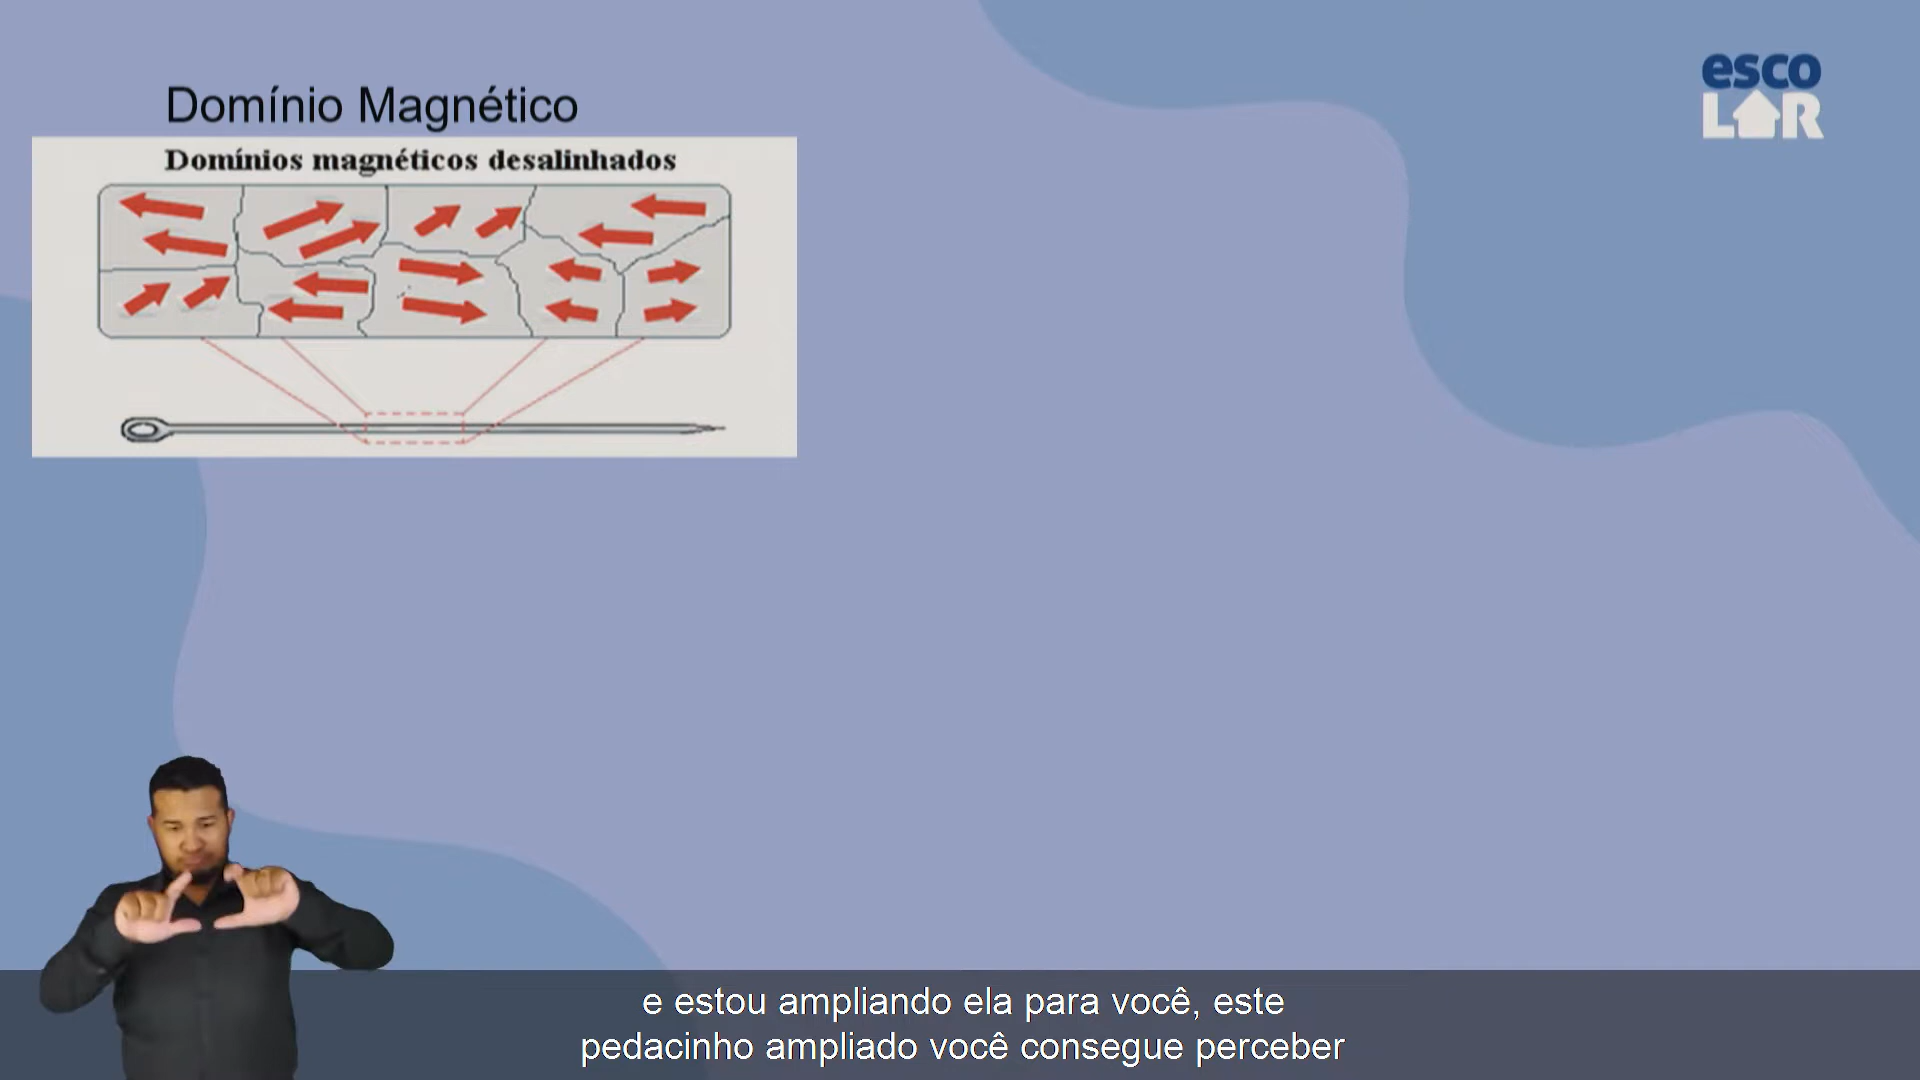 esco
LAR
Domínio Magnético
Domínios magnéticos desalinhados
e estou ampliando ela para você, este
pedacinho ampliado você consegue perceber